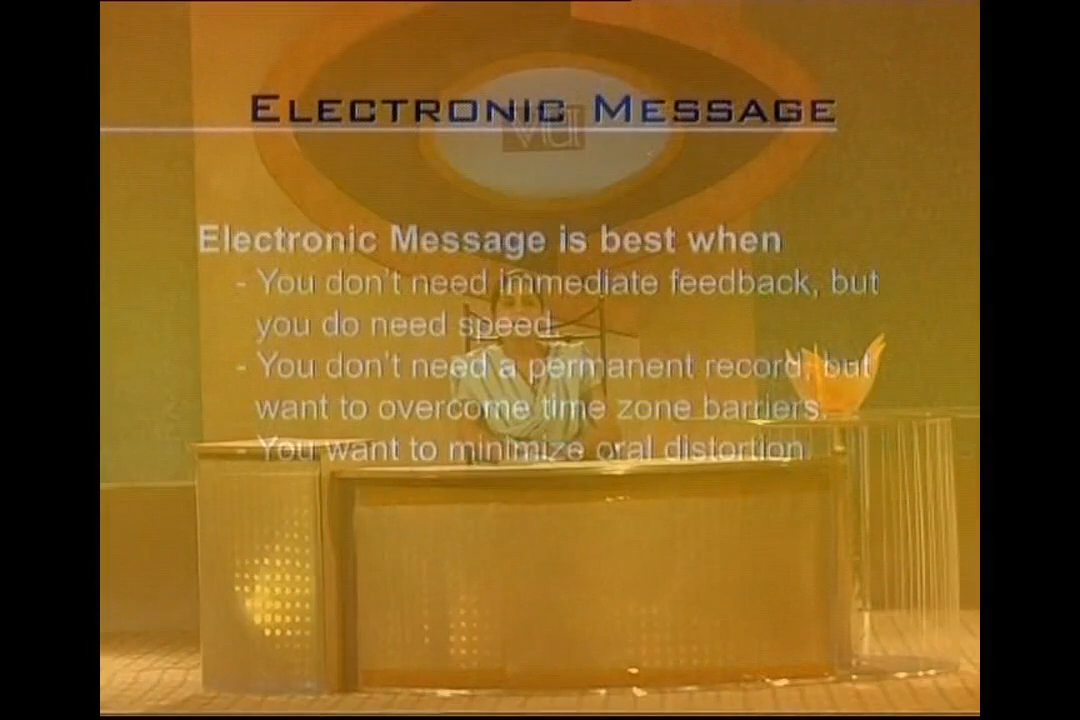 ELECTRONIC MESSAGE
Electronic Message is best when
- You don't need immediate feedback, but
you do need speed.
- You don't need a permanent record, but
want to overcome time zone barriers.
You want to minimize oral distortion.